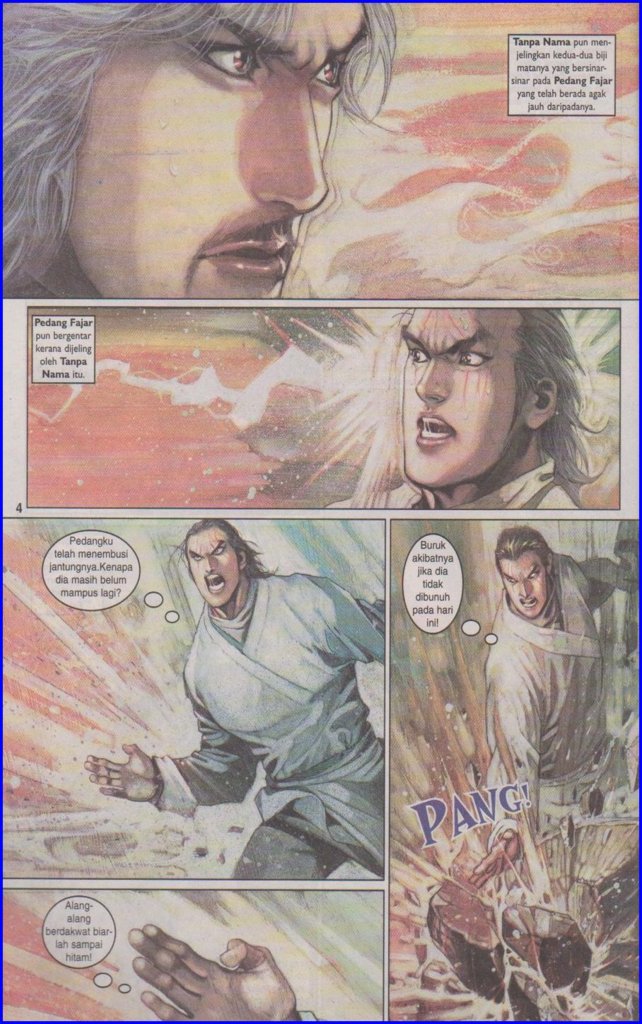 Tanpa Nama pun men-
jelingkan kedua-dua biji
matanya yang bersinar-
sinar pada Pedang Fajar
yang telah berada agak
jauh daripadanya.
Pedang Fajar
pun bergentar
kerana dijeling
oleh Tanpa
Nama itu.
4
Pedangku
telah menembusi
jantungnya.Kenapa
dia masih belum
mampus lagi?
Buruk
akibatnya
jika dia
tidak
dibunuh
pada hari
ini!
PANG!
Alang-
alang
berdakwat biar-
lah sampai
hitam!